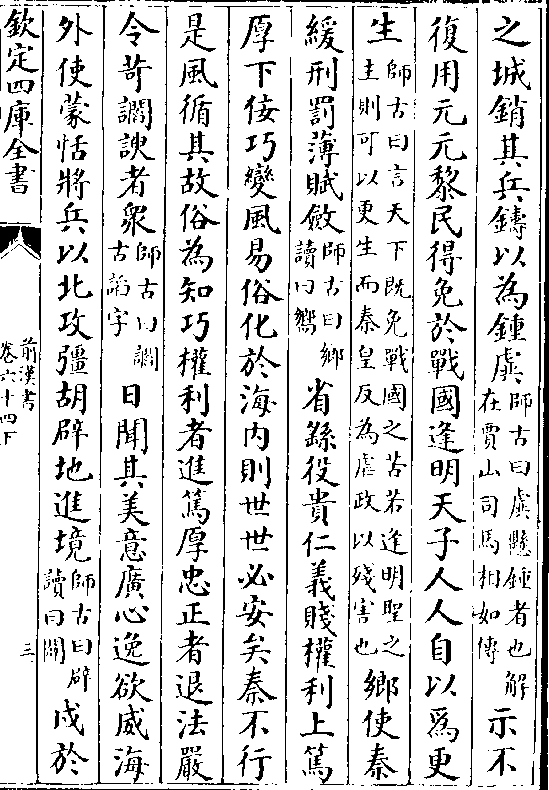 之城銷其兵鑄以為鍾虡師古曰虡懸鍾者也解在賈山司馬相如傳示不
復用元元黎民得免於戰國逢明天子人人自以爲更
生師古曰言天下既免戰國之苦若逢明聖之主則可以更生而秦皇反為虐政以殘害也鄉使秦
緩刑罰薄賦斂師古曰鄉讀曰嚮省繇役貴仁義賤權利上篤
厚下佞巧變風易俗化於海內則世世必安矣秦不行
是風循其故俗為知巧權利者進篤厚忠正者退法嚴
令苛讇諛者衆師古曰讇古諂字日聞其美意廣心逸欲威海
外使蒙恬將兵以北攻彊胡辟地進境師古曰辟讀曰闢戍於
欽定四庫全書
前漢書
卷六十四下
三